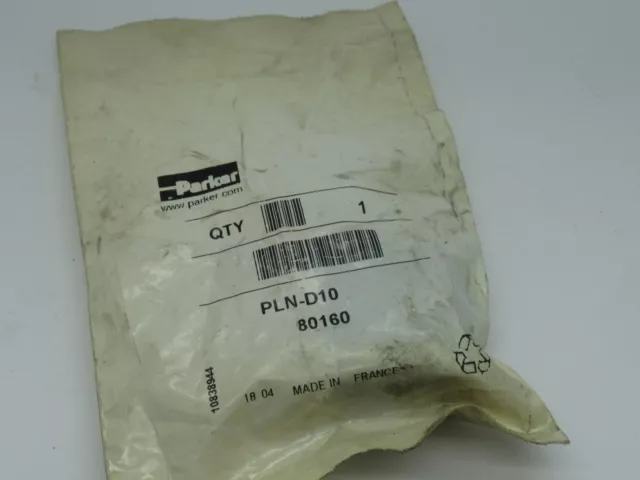 Parker
www.parker.com
QTY 1
PLN-D10
80160
10838944
18 04 MADE IN FRANCE